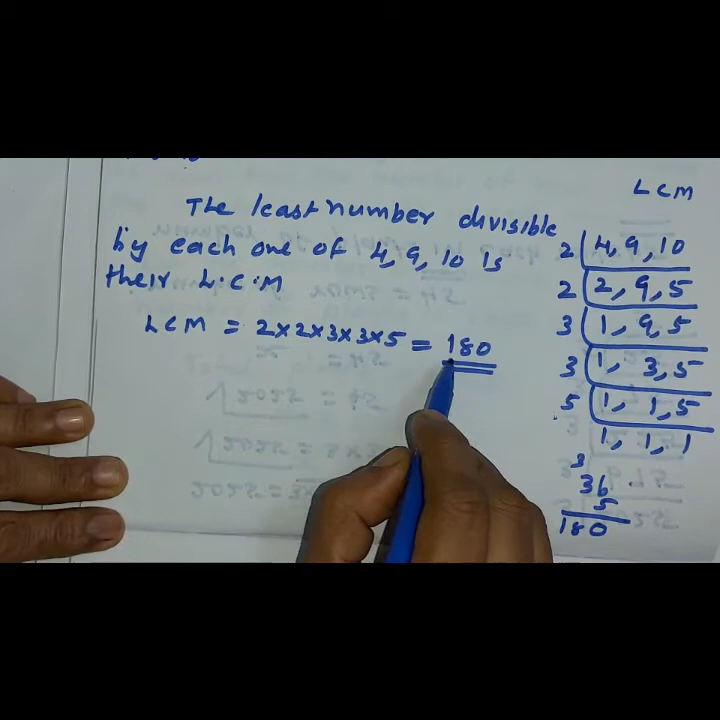 The least number divisible
by each one of 4, 9, 10 is
their L.C.M
LCM = 2×2×3×3×5 = 180
LCM
2 4, 9, 10
2 2, 9, 5
3 1, 9, 5
3 1, 3, 5
5 1, 1, 5
1, 1, 1
3
36
5
180